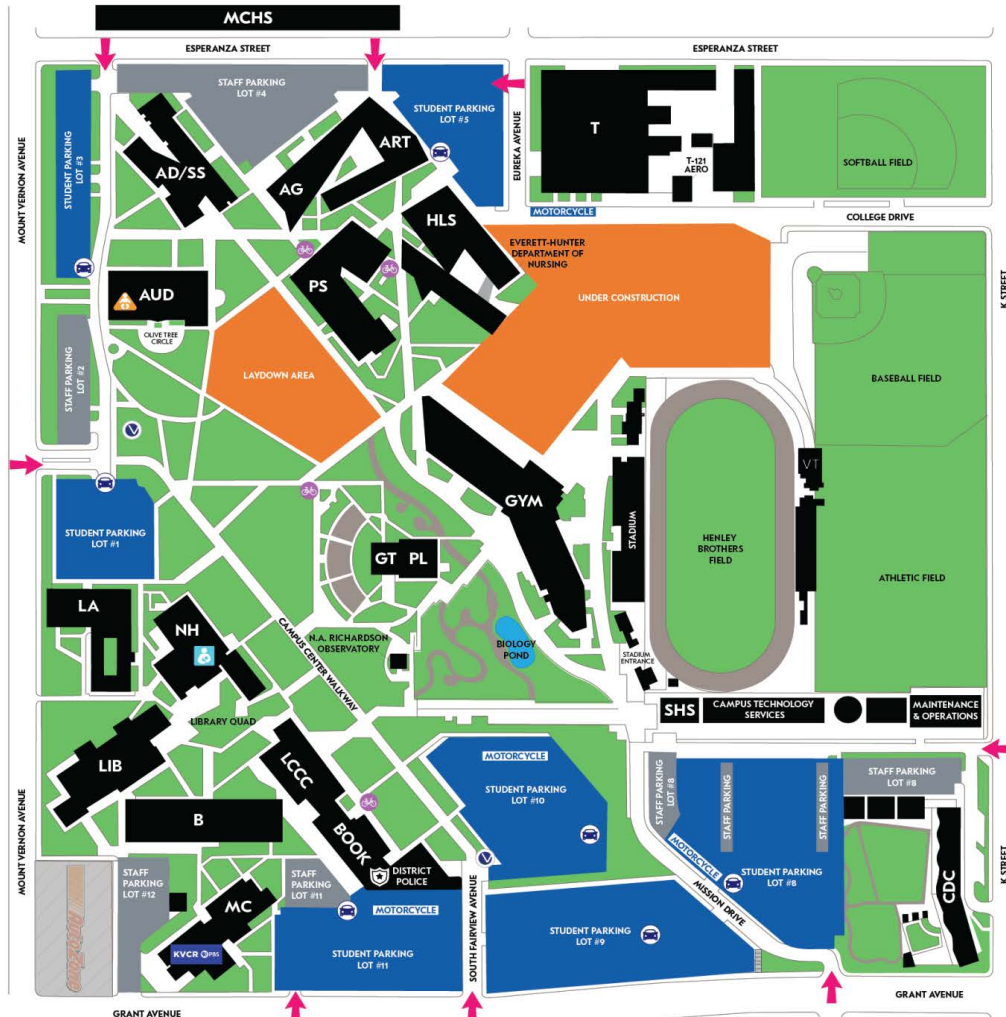 MCHS
ESPERANZA STREET
ESPERANZA STREET
STAFF PARKING
LOT #4
STUDENT PARKING
LOT #5
MOUNT VERNON AVENUE
STUDENT PARKING
LOT #3
EUREKA AVENUE
T
T-121
AERO
SOFTBALL FIELD
AD/SS
AG
ART
HLS
MOTORCYCLE
COLLEGE DRIVE
EVERETT-HUNTER
DEPARTMENT OF
NURSING
K STREET
PS
AUD
OLIVE TREE
CIRCLE
UNDER CONSTRUCTION
STAFF PARKING
LOT #2
LAYDOWN AREA
BASEBALL FIELD
V
VT
GYM
STUDENT PARKING
LOT #1
STADIUM
HENLEY
BROTHERS
FIELD
GT
PL
ATHLETIC FIELD
LA
NH
CAMPUS CENTER WALKWAY
N.A. RICHARDSON
OBSERVATORY
BIOLOGY
POND
STADIUM
ENTRANCE
LIBRARY QUAD
SHS
CAMPUS TECHNOLOGY
SERVICES
MAINTENANCE
& OPERATIONS
LIB
LCCC
MOTORCYCLE
STUDENT PARKING
LOT #10
STAFF PARKING
LOT #8
STAFF PARKING
STAFF PARKING
STAFF PARKING
LOT #8
B
BOOK
MOUNT VERNON AVENUE
V
DISTRICT
POLICE
MOTORCYCLE
STUDENT PARKING
LOT #8
K STREET
CDC
AutoZone
STAFF
PARKING
LOT #12
STAFF
PARKING
LOT #11
MC
MOTORCYCLE
SOUTH FAIRVIEW AVENUE
MISSION DRIVE
STUDENT PARKING
LOT #9
KVCR PBS
STUDENT PARKING
LOT #11
GRANT AVENUE
GRANT AVENUE